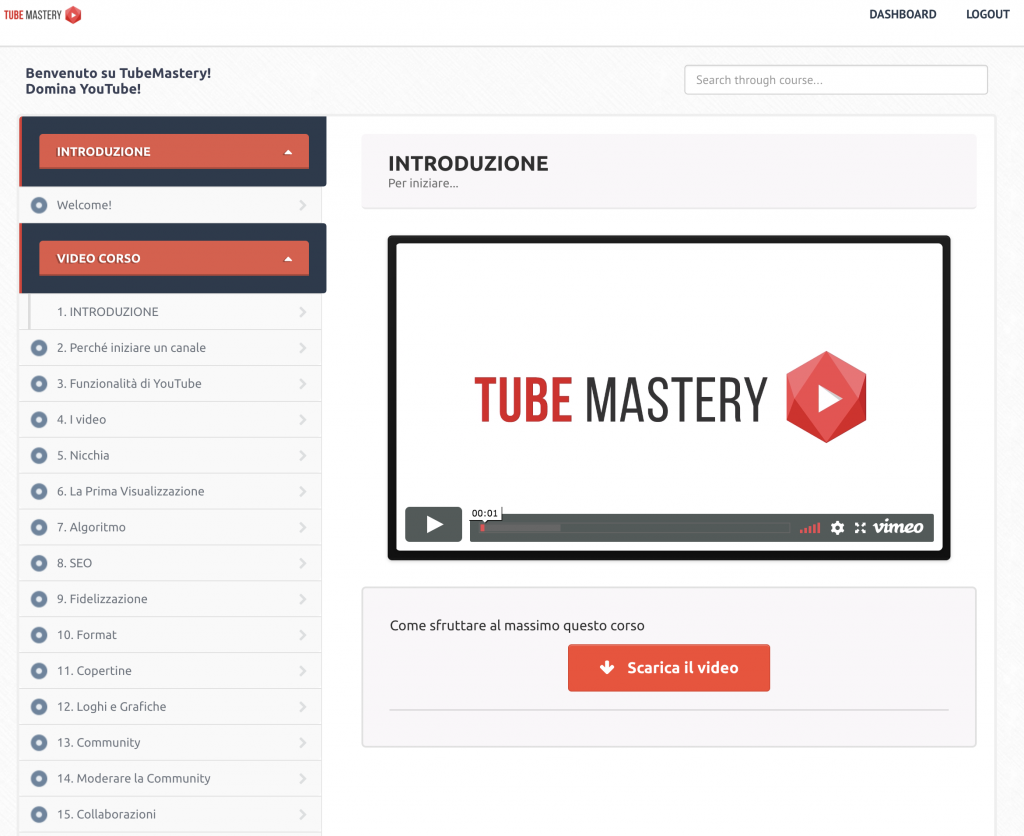 TUBE MASTERY
DASHBOARD
LOGOUT
Benvenuto su TubeMastery!
Domina YouTube!
Search through course...
INTRODUZIONE
Welcome!
VIDEO CORSO
1. INTRODUZIONE
2. Perché iniziare un canale
3. Funzionalità di YouTube
4. I video
5. Nicchia
6. La Prima Visualizzazione
7. Algoritmo
8. SEO
9. Fidelizzazione
10. Format
11. Copertine
12. Loghi e Grafiche
13. Community
14. Moderare la Community
15. Collaborazioni
INTRODUZIONE
Per iniziare...
TUBE MASTERY
00:01
vimeo
Come sfruttare al massimo questo corso
Scarica il video